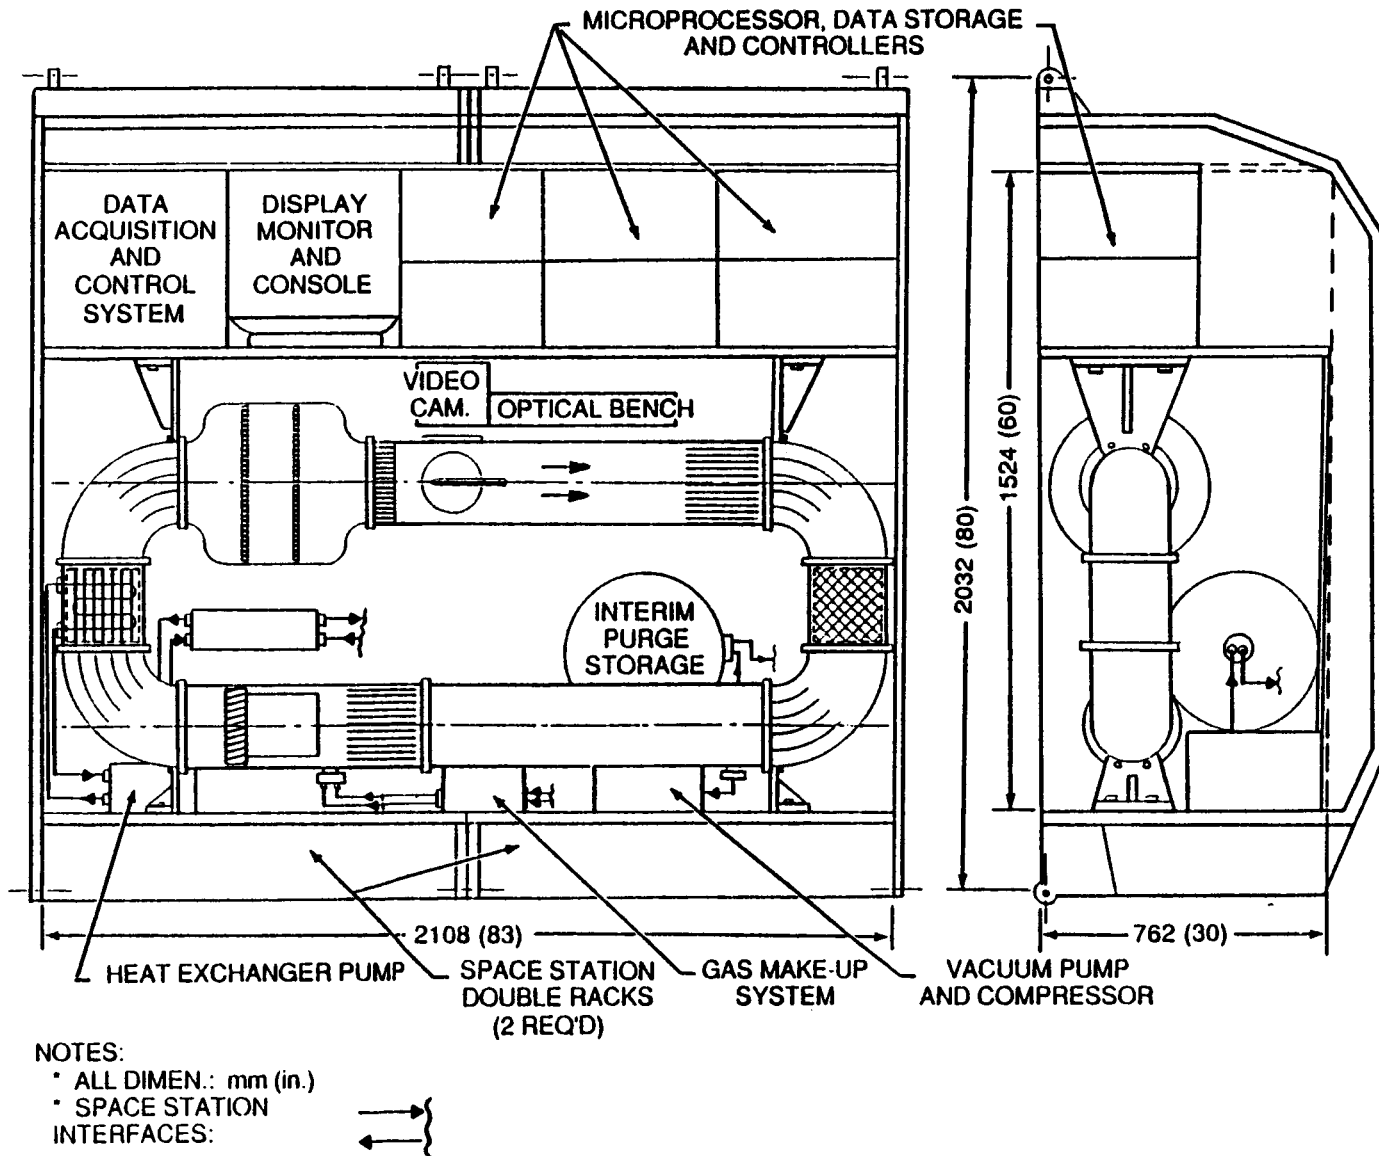 MICROPROCESSOR, DATA STORAGE
AND CONTROLLERS
DATA
ACQUISITION
AND
CONTROL
SYSTEM
DISPLAY
MONITOR
AND
CONSOLE
VIDEO
CAM.
OPTICAL BENCH
INTERIM
PURGE
STORAGE
2032 (80)
1524 (60)
2108 (83)
762 (30)
HEAT EXCHANGER PUMP
SPACE STATION
DOUBLE RACKS
(2 REQ'D)
GAS MAKE-UP
SYSTEM
VACUUM PUMP
AND COMPRESSOR
NOTES:
* ALL DIMEN.: mm (in.)
* SPACE STATION
INTERFACES: